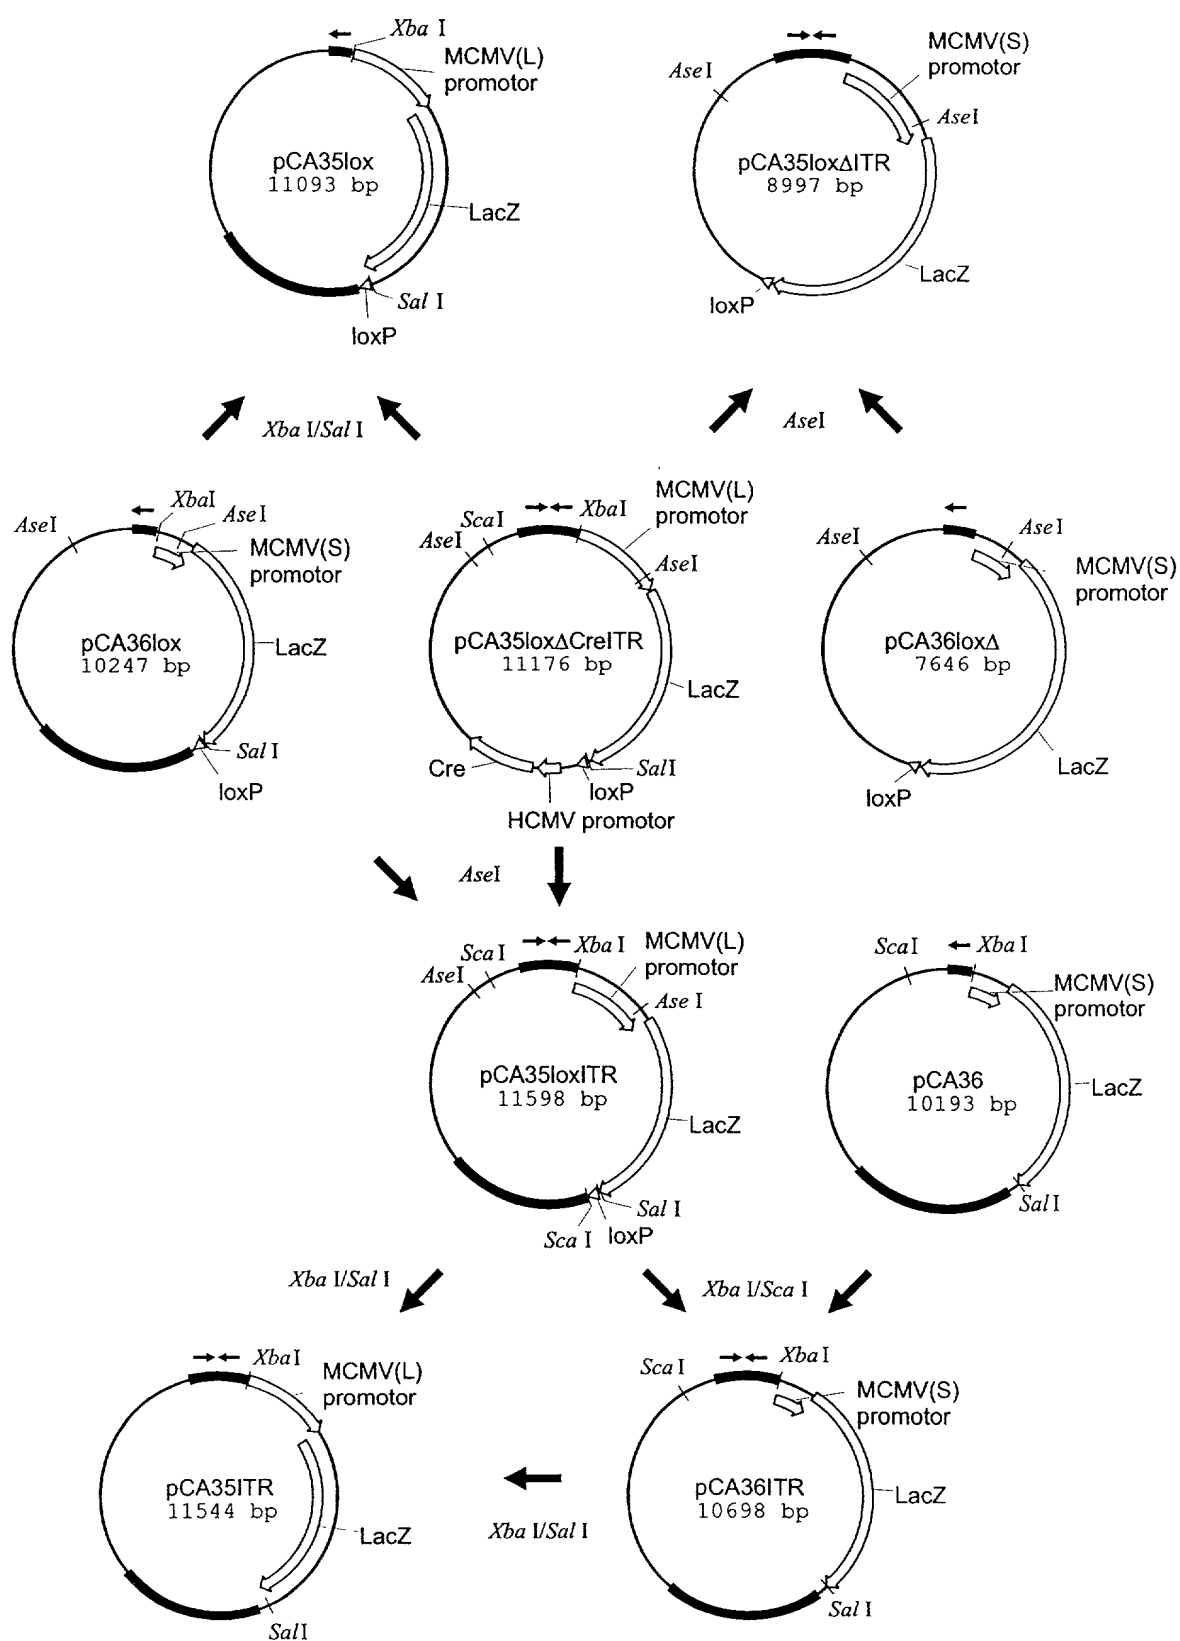 Xba I
MCMV(L)
promotor
pCA35lox
11093 bp
LacZ
Sal I
loxP
MCMV(S)
promotor
AseI
AseI
pCA35loxΔITR
8997 bp
LacZ
loxP
Xba I/Sal I
AseI
XbaI
AseI
AseI
MCMV(S)
promotor
pCA36lox
10247 bp
LacZ
Sal I
loxP
MCMV(L)
promotor
XbaI
ScaI
AseI
AseI
pCA35loxΔCreITR
11176 bp
LacZ
Cre
SalI
loxP
HCMV promotor
AseI
AseI
MCMV(S)
promotor
pCA36loxΔ
7646 bp
LacZ
loxP
AseI
Xba I
MCMV(L)
promotor
ScaI
AseI
Ase I
pCA35loxITR
11598 bp
LacZ
Sal I
loxP
Sca I
ScaI
Xba I
MCMV(S)
promotor
pCA36
10193 bp
LacZ
SalI
Xba I/Sal I
Xba I/Sca I
XbaI
MCMV(L)
promotor
pCA35ITR
11544 bp
LacZ
SalI
Xba I/Sal I
ScaI
XbaI
MCMV(S)
promotor
pCA36ITR
10698 bp
LacZ
Sal I